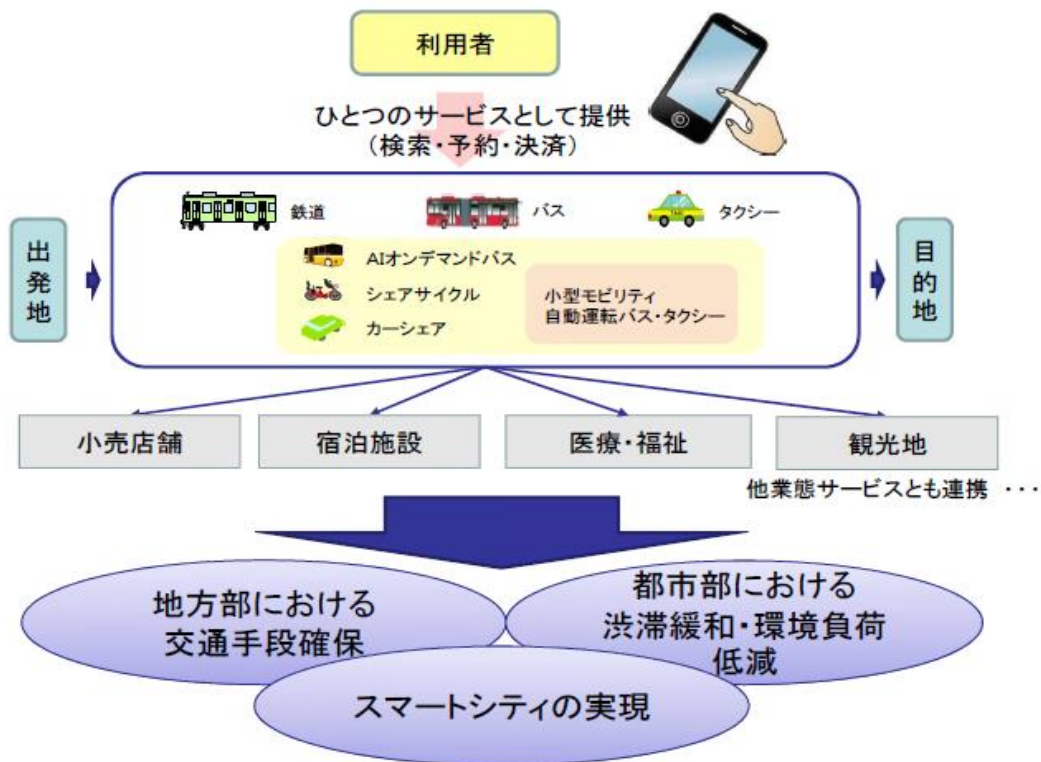 利用者
ひとつのサービスとして提供
(検索・予約・決済)
鉄道
バス
タクシー
出発地
目的地
AIオンデマンドバス
シェアサイクル
カーシェア
小型モビリティ
自動運転バス・タクシー
小売店舗
宿泊施設
医療・福祉
観光地
他業態サービスとも連携 ・・・
地方部における
交通手段確保
都市部における
渋滞緩和・環境負荷
低減
スマートシティの実現